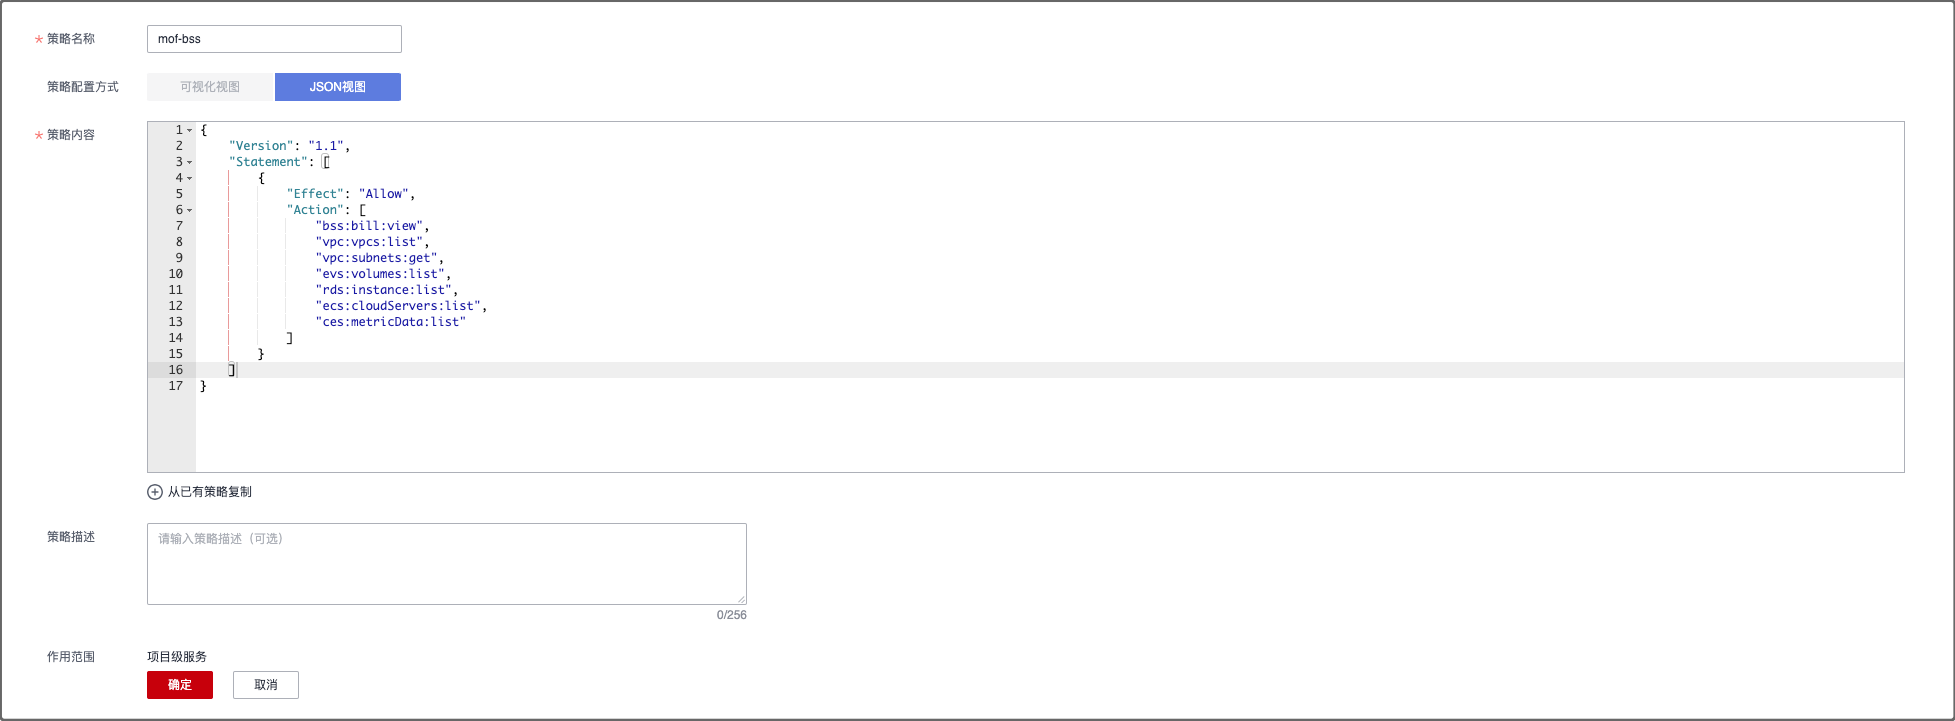 * 策略名称 mof-bss
策略配置方式 可视化视图 JSON视图
* 策略内容
1 {
2 "Version": "1.1",
3 "Statement": [
4 {
5 "Effect": "Allow",
6 "Action": [
7 "bss:bill:view",
8 "vpc:vpcs:list",
9 "vpc:subnets:get",
10 "evs:volumes:list",
11 "rds:instance:list",
12 "ecs:cloudServers:list",
13 "ces:metricData:list"
14 ]
15 }
16 ]
17 }
从已有策略复制
策略描述 请输入策略描述（可选）
0/256
作用范围 项目级服务
确定 取消